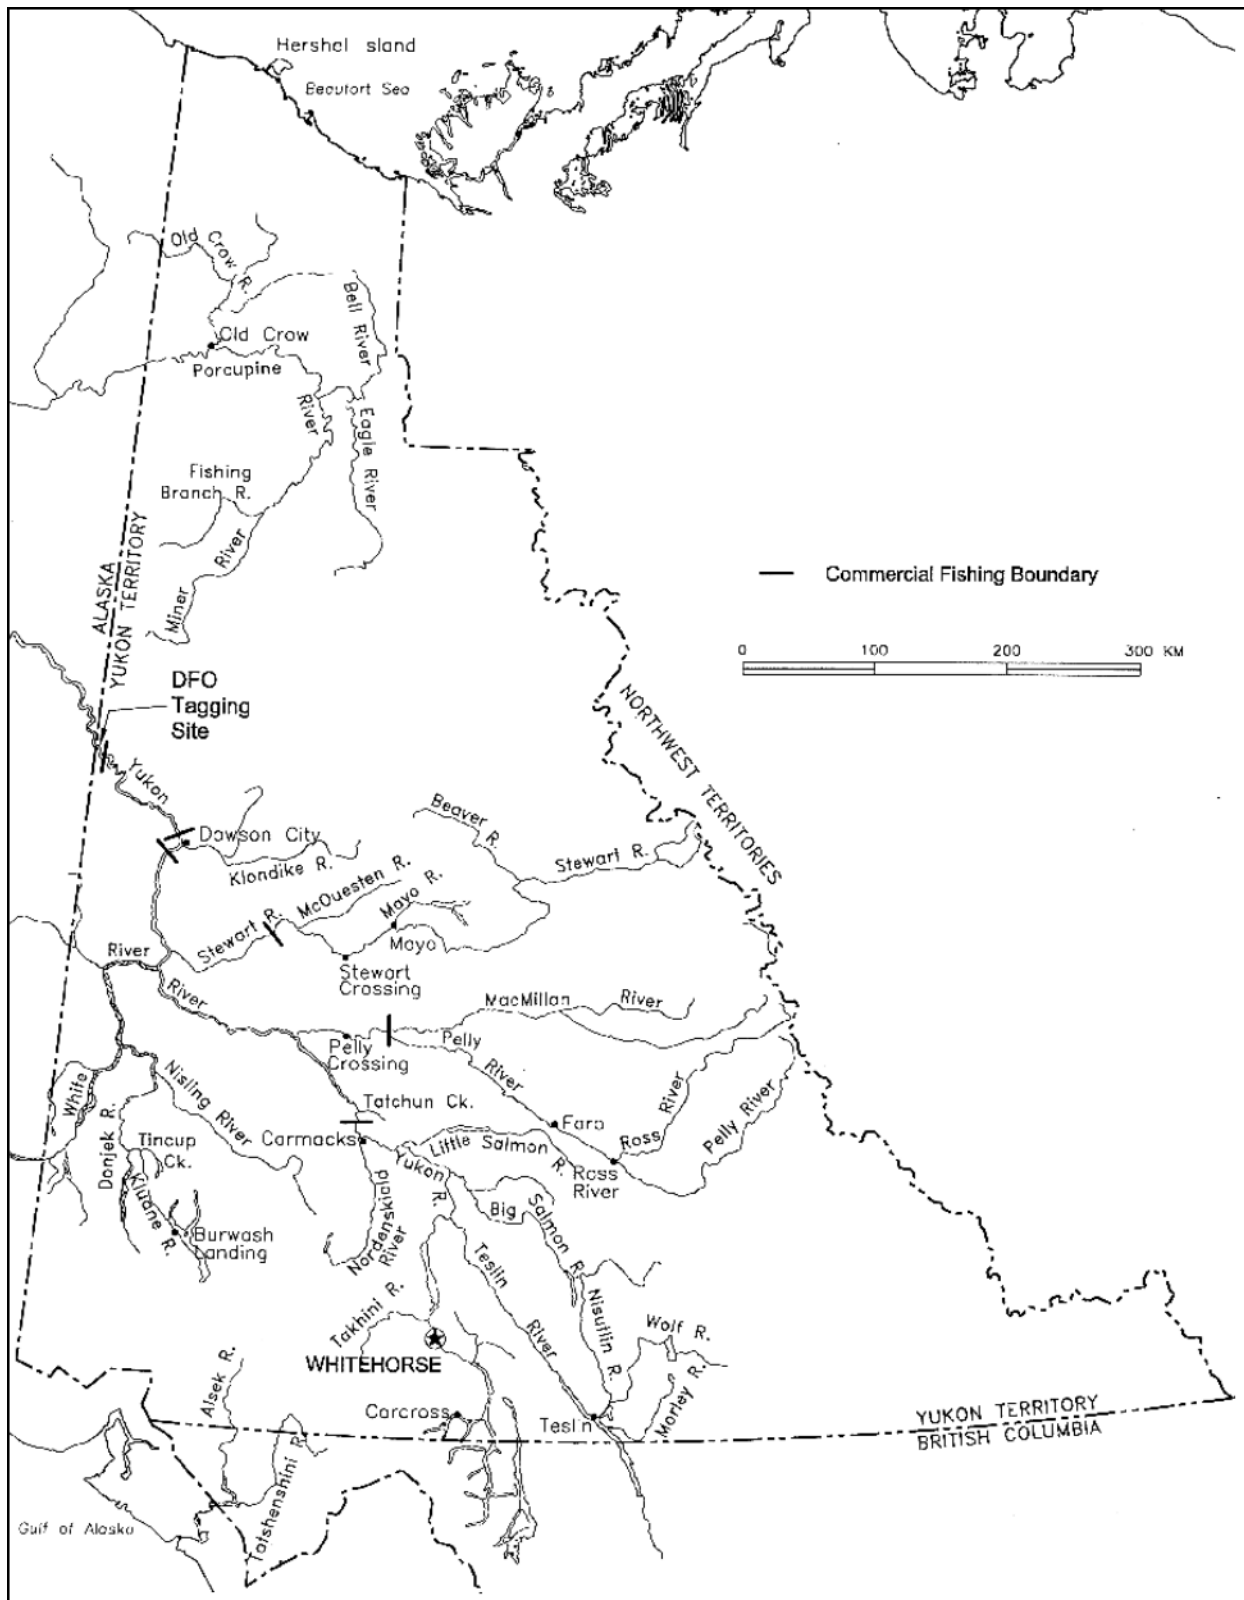 Hershel Island
Beaufort Sea
Old Crow R.
Bell River
Old Crow
Porcupine
River
Eagle River
Fishing
Branch R.
River
Miner
ALASKA
YUKON TERRITORY
Commercial Fishing Boundary
0 100 200 300 KM
DFO
Tagging
Site
NORTHWEST TERRITORIES
Yukon
Beaver R.
Dawson City
Klondike R.
Stewart R.
McQuesten R.
Mayo R.
Stewart R.
Mayo
River
Stewart
Crossing
River
MacMillan River
Pelly
Crossing
Pelly
River
White
Nisling River
Tatchun Ck.
Faro
Ross
River
Pelly River
Donjek R.
Tincup
Ck.
Carmacks
Little Salmon
R.
Yukon
R.
Ross
River
Kluane R.
Burwash
Landing
Nordenskiold
River
Big
Salmon R.
Teslin
River
Takhini R.
Nisutlin R.
Wolf R.
WHITEHORSE
Morley R.
Alsek R.
Carcross
Teslin
YUKON TERRITORY
BRITISH COLUMBIA
Tatshenshini R.
Gulf of Alaska